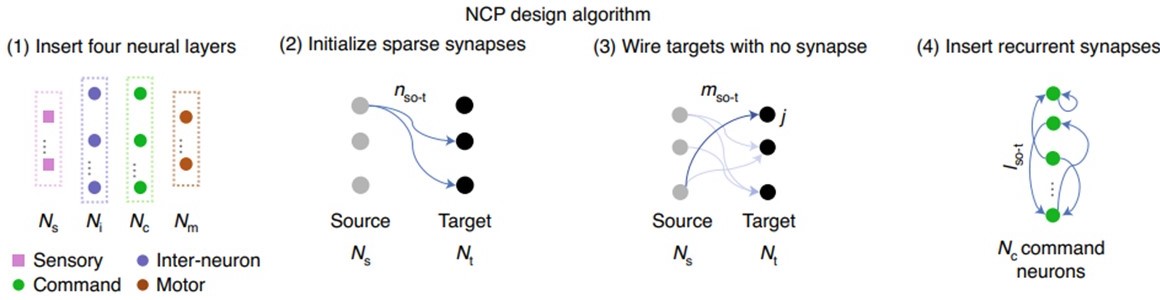 NCP design algorithm
(1) Insert four neural layers
(2) Initialize sparse synapses
(3) Wire targets with no synapse
(4) Insert recurrent synapses
Ns
Ni
Nc
Nm
Sensory
Inter-neuron
Command
Motor
nso-t
Source
Target
Ns
Nt
mso-t
j
Source
Target
Ns
Nt
lso-t
Nc command
neurons